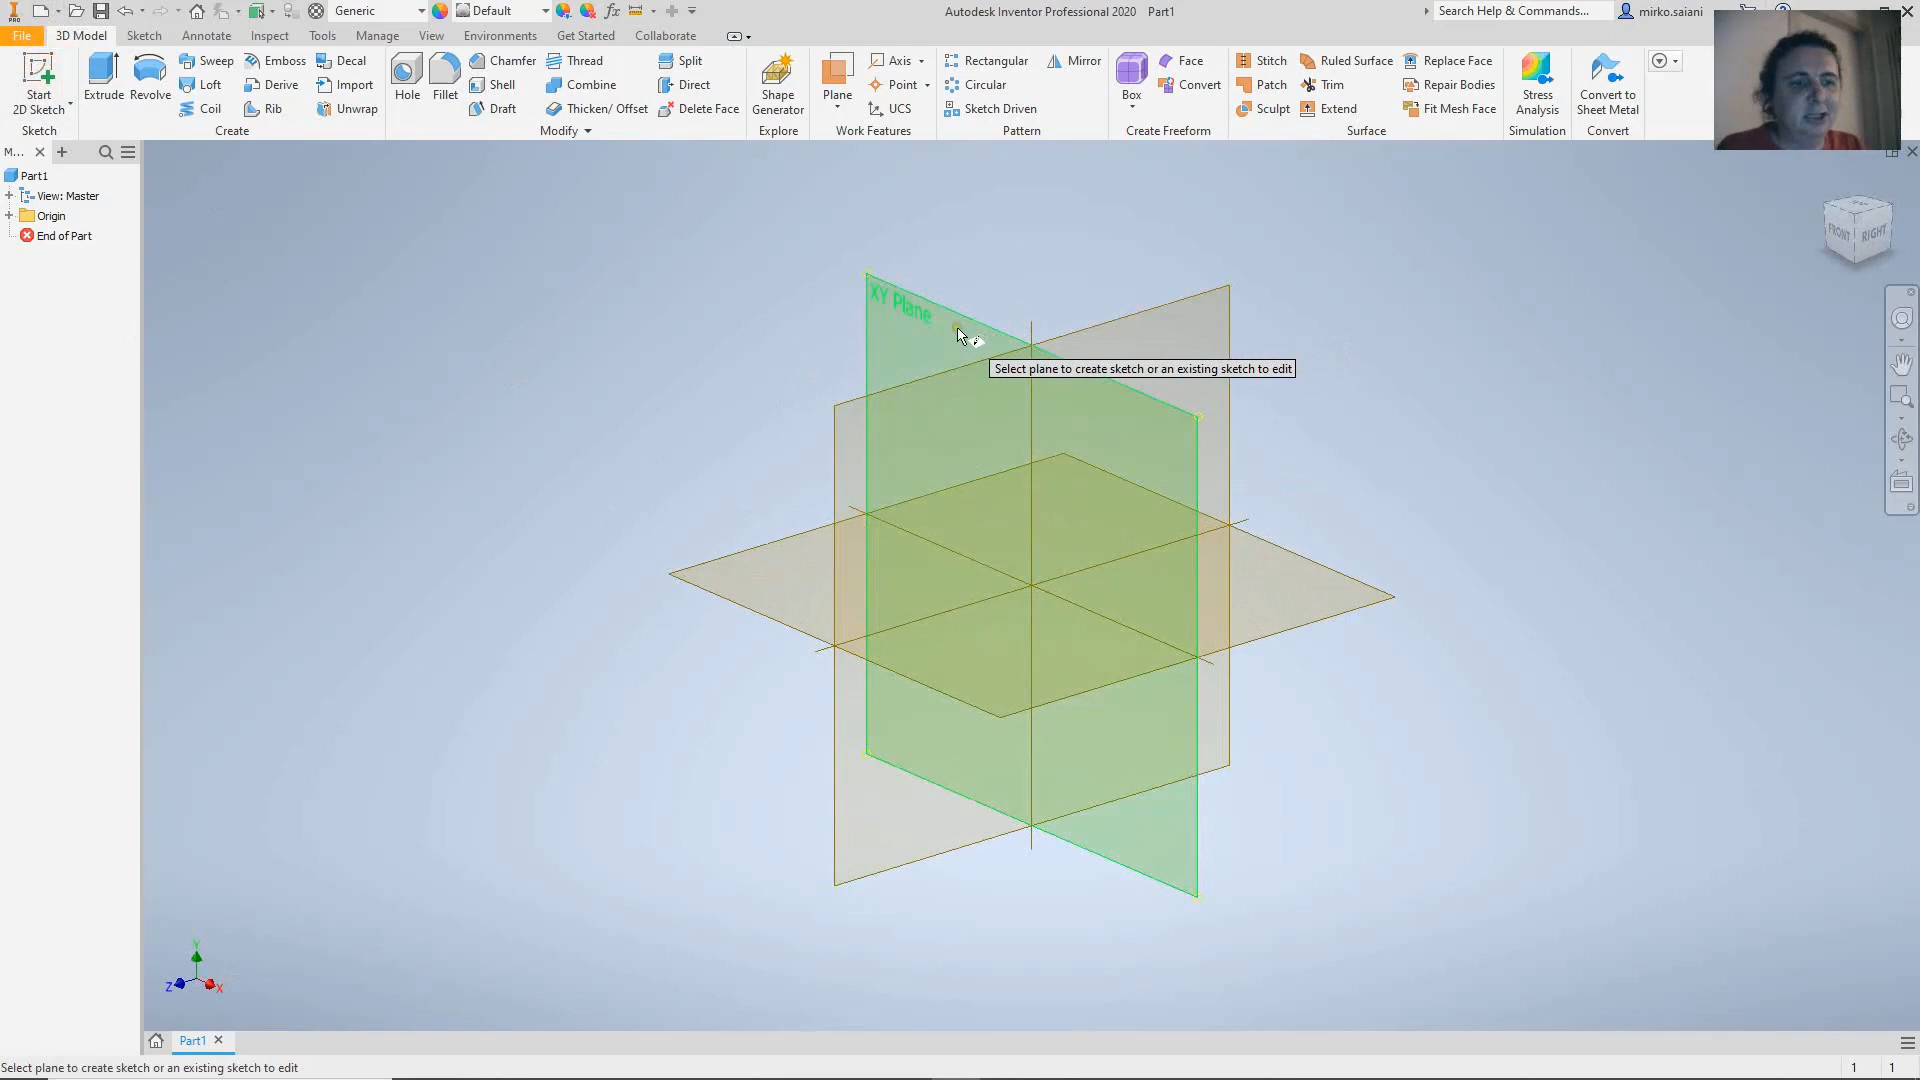 Generic
Default
fx
Autodesk Inventor Professional 2020 Part1
Search Help & Commands...
mirko.saiani
File
3D Model
Sketch
Annotate
Inspect
Tools
Manage
View
Environments
Get Started
Collaborate
Start
2D Sketch
Sketch
Extrude
Revolve
Sweep
Loft
Coil
Emboss
Derive
Rib
Decal
Import
Unwrap
Create
Hole
Fillet
Chamfer
Shell
Draft
Thread
Combine
Thicken/ Offset
Split
Direct
Delete Face
Modify
Shape
Generator
Explore
Plane
Axis
Point
UCS
Work Features
Rectangular
Circular
Sketch Driven
Mirror
Pattern
Box
Face
Convert
Create Freeform
Stitch
Patch
Sculpt
Ruled Surface
Trim
Extend
Replace Face
Repair Bodies
Fit Mesh Face
Surface
Stress
Analysis
Simulation
Convert to
Sheet Metal
Convert
M...
Part1
View: Master
Origin
End of Part
XY Plane
Select plane to create sketch or an existing sketch to edit
FRONT
RIGHT
Y
Z
X
Part1
Select plane to create sketch or an existing sketch to edit
1 1